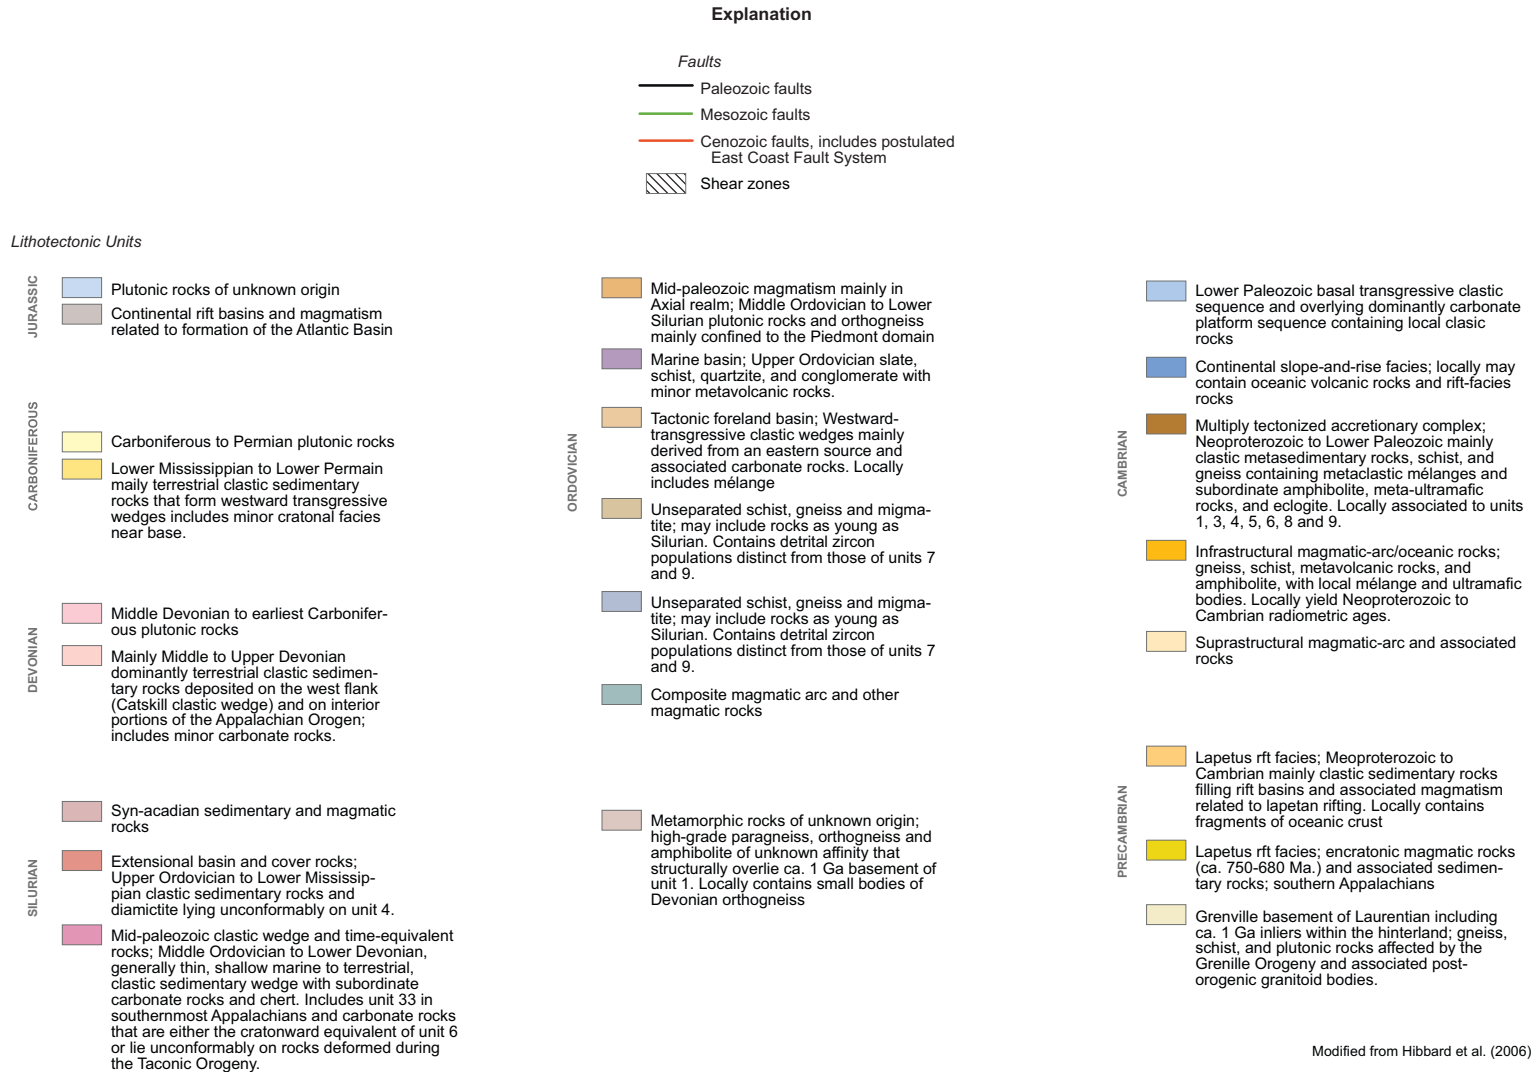 Explanation
Faults
Paleozoic faults
Mesozoic faults
Cenozoic faults, includes postulated
East Coast Fault System
Shear zones
Lithotectonic Units
JURASSIC
Plutonic rocks of unknown origin
Continental rift basins and magmatism
related to formation of the Atlantic Basin
CARBONIFEROUS
Carboniferous to Permian plutonic rocks
Lower Mississippian to Lower Permain
maily terrestrial clastic sedimentary
rocks that form westward transgressive
wedges includes minor cratonal facies
near base.
DEVONIAN
Middle Devonian to earliest Carbonifer-
ous plutonic rocks
Mainly Middle to Upper Devonian
dominantly terrestrial clastic sedimen-
tary rocks deposited on the west flank
(Catskill clastic wedge) and on interior
portions of the Appalachian Orogen;
includes minor carbonate rocks.
SILURIAN
Syn-acadian sedimentary and magmatic
rocks
Extensional basin and cover rocks;
Upper Ordovician to Lower Mississip-
pian clastic sedimentary rocks and
diamictite lying unconformably on unit 4.
Mid-paleozoic clastic wedge and time-equivalent
rocks; Middle Ordovician to Lower Devonian,
generally thin, shallow marine to terrestrial,
clastic sedimentary wedge with subordinate
carbonate rocks and chert. Includes unit 33 in
southernmost Appalachians and carbonate rocks
that are either the cratonward equivalent of unit 6
or lie unconformably on rocks deformed during
the Taconic Orogeny.
ORDOVICIAN
Mid-paleozoic magmatism mainly in
Axial realm; Middle Ordovician to Lower
Silurian plutonic rocks and orthogneiss
mainly confined to the Piedmont domain
Marine basin; Upper Ordovician slate,
schist, quartzite, and conglomerate with
minor metavolcanic rocks.
Tactonic foreland basin; Westward-
transgressive clastic wedges mainly
derived from an eastern source and
associated carbonate rocks. Locally
includes mélange
Unseparated schist, gneiss and migma-
tite; may include rocks as young as
Silurian. Contains detrital zircon
populations distinct from those of units 7
and 9.
Unseparated schist, gneiss and migma-
tite; may include rocks as young as
Silurian. Contains detrital zircon
populations distinct from those of units 7
and 9.
Composite magmatic arc and other
magmatic rocks
Metamorphic rocks of unknown origin;
high-grade paragneiss, orthogneiss and
amphibolite of unknown affinity that
structurally overlie ca. 1 Ga basement of
unit 1. Locally contains small bodies of
Devonian orthogneiss
CAMBRIAN
Lower Paleozoic basal transgressive clastic
sequence and overlying dominantly carbonate
platform sequence containing local clasic
rocks
Continental slope-and-rise facies; locally may
contain oceanic volcanic rocks and rift-facies
rocks
Multiply tectonized accretionary complex;
Neoproterozoic to Lower Paleozoic mainly
clastic metasedimentary rocks, schist, and
gneiss containing metaclastic mélanges and
subordinate amphibolite, meta-ultramafic
rocks, and eclogite. Locally associated to units
1, 3, 4, 5, 6, 8 and 9.
Infrastructural magmatic-arc/oceanic rocks;
gneiss, schist, metavolcanic rocks, and
amphibolite, with local mélange and ultramafic
bodies. Locally yield Neoproterozoic to
Cambrian radiometric ages.
Suprastructural magmatic-arc and associated
rocks
PRECAMBRIAN
Lapetus rft facies; Meoproterozoic to
Cambrian mainly clastic sedimentary rocks
filling rift basins and associated magmatism
related to lapetan rifting. Locally contains
fragments of oceanic crust
Lapetus rft facies; encratonic magmatic rocks
(ca. 750-680 Ma.) and associated sedimen-
tary rocks; southern Appalachians
Grenville basement of Laurentian including
ca. 1 Ga inliers within the hinterland; gneiss,
schist, and plutonic rocks affected by the
Grenille Orogeny and associated post-
orogenic granitoid bodies.
Modified from Hibbard et al. (2006)